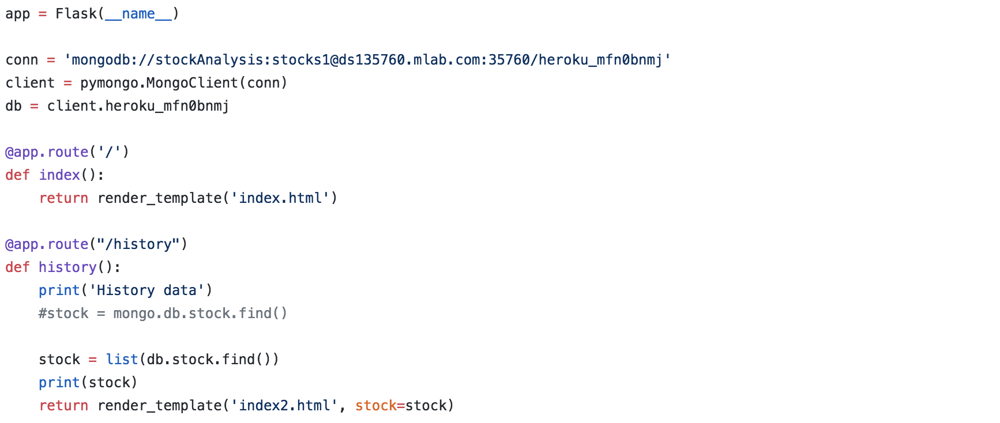 app = Flask(__name__)
conn = 'mongodb://stockAnalysis:stocks1@ds135760.mlab.com:35760/heroku_mfn0bnmj'
client = pymongo.MongoClient(conn)
db = client.heroku_mfn0bnmj
@app.route('/')
def index():
    return render_template('index.html')
@app.route("/history")
def history():
    print('History data')
    #stock = mongo.db.stock.find()
    stock = list(db.stock.find())
    print(stock)
    return render_template('index2.html', stock=stock)